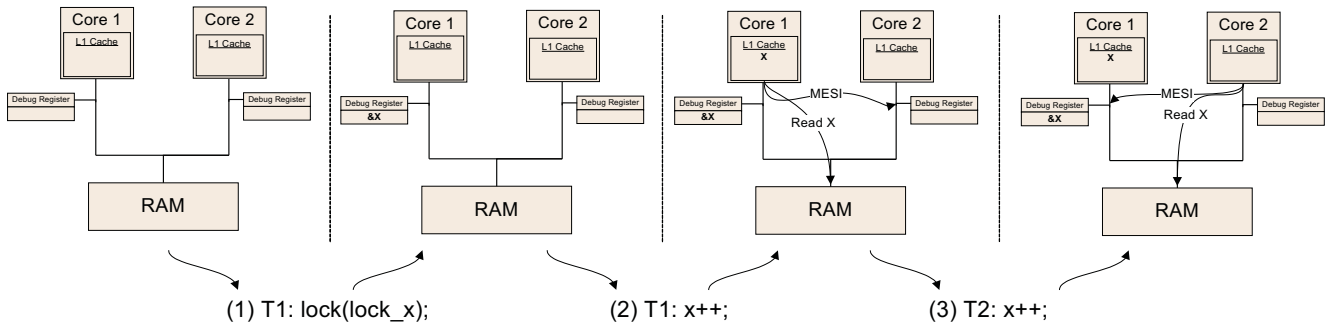 Core 1
L1 Cache
Core 2
L1 Cache
Debug Register
Debug Register
RAM
Core 1
L1 Cache
Core 2
L1 Cache
Debug Register
&X
Debug Register
RAM
Core 1
L1 Cache
X
Core 2
L1 Cache
MESI
Debug Register
&X
Debug Register
Read X
RAM
Core 1
L1 Cache
X
Core 2
L1 Cache
MESI
Debug Register
&X
Debug Register
Read X
RAM
(1) T1: lock(lock_x);
(2) T1: x++;
(3) T2: x++;